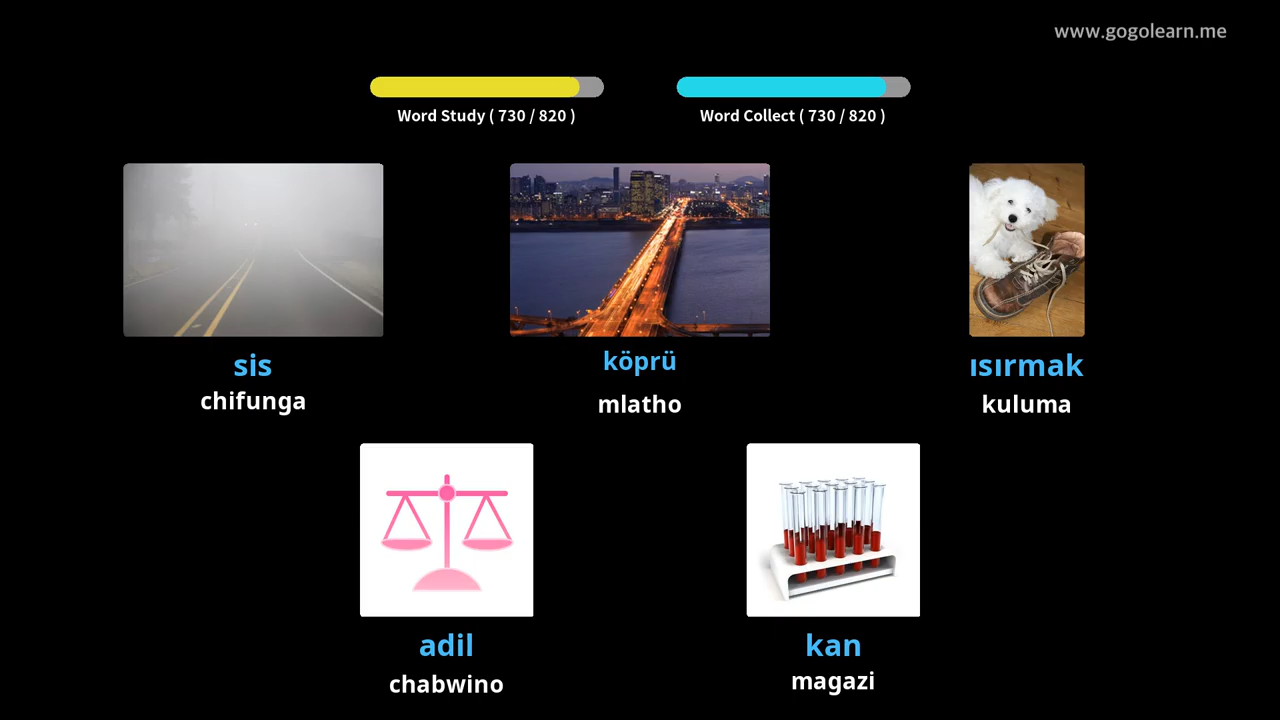 www.gogolearn.me
Word Study ( 730 / 820 )
Word Collect ( 730 / 820 )
sis
chifunga
köprü
mlatho
ısırmak
kuluma
adil
chabwino
kan
magazi